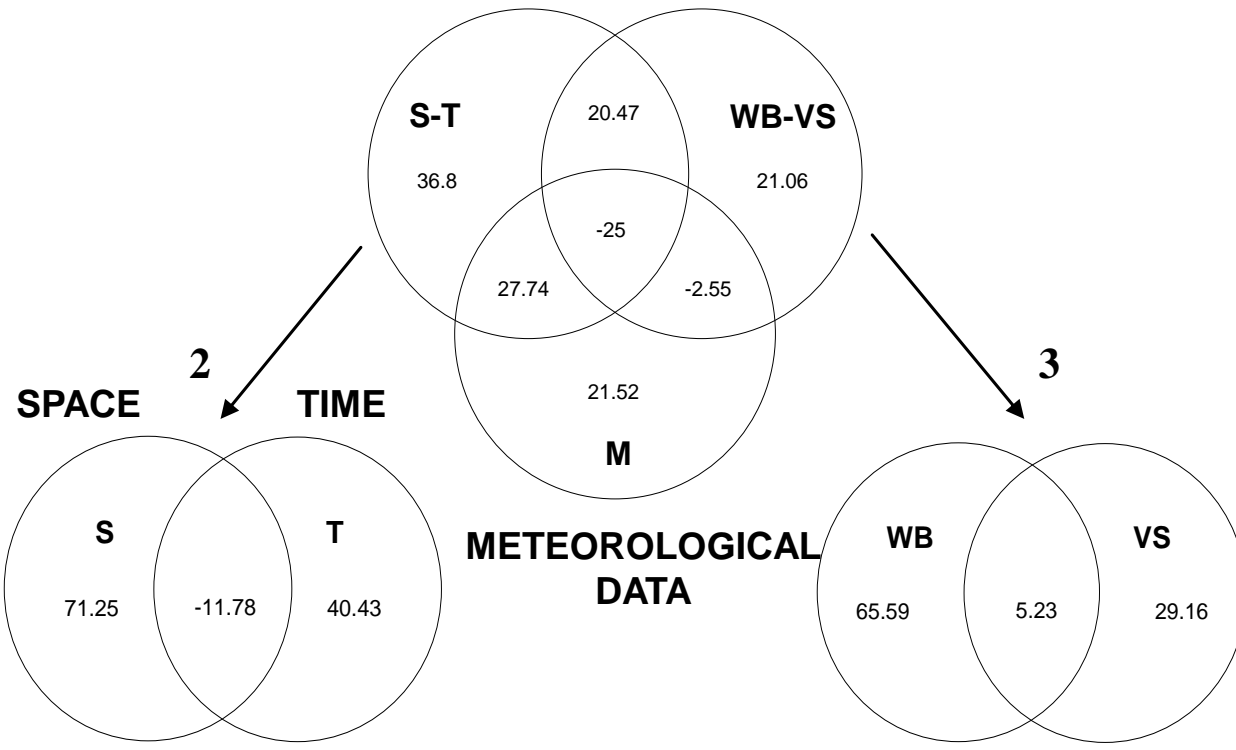 S-T
20.47
WB-VS
36.8
21.06
-25
27.74
-2.55
2
3
SPACE
TIME
21.52
M
S
T
METEOROLOGICAL
DATA
WB
VS
71.25
-11.78
40.43
65.59
5.23
29.16